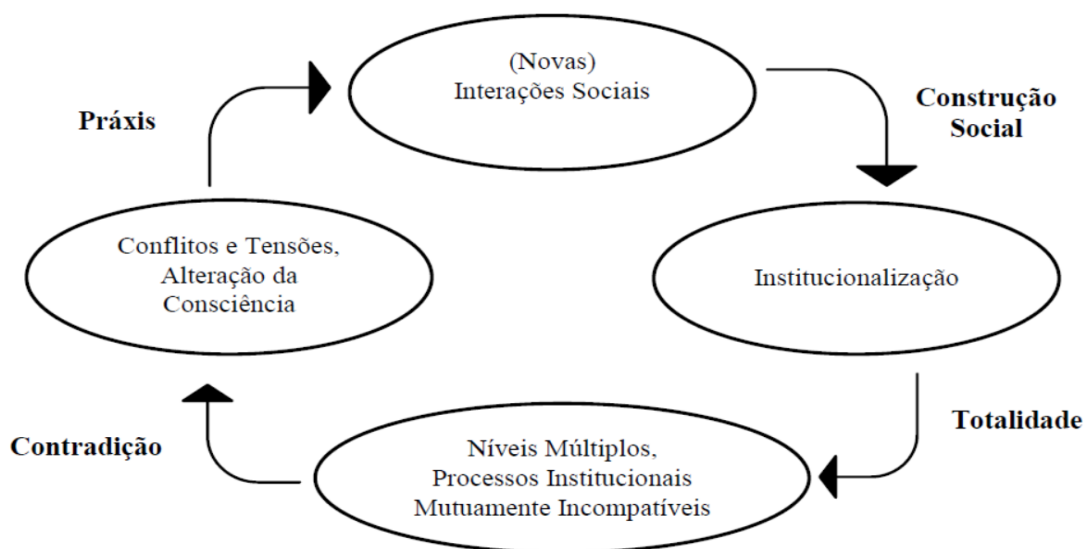 (Novas)
Interações Sociais
Construção
Social
Institucionalização
Totalidade
Níveis Múltiplos,
Processos Institucionais
Mutuamente Incompatíveis
Contradição
Conflitos e Tensões,
Alteração da
Consciência
Práxis